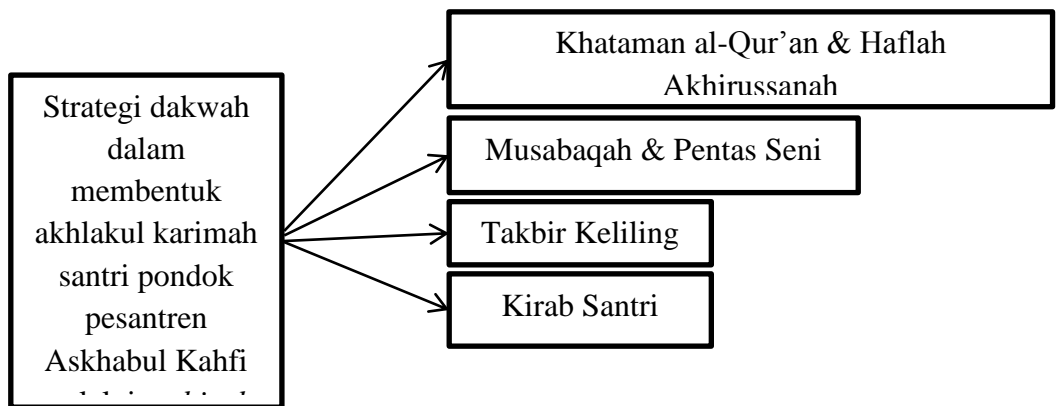 Strategi dakwah
dalam
membentuk
akhlakul karimah
santri pondok
pesantren
Askhabul Kahfi
Khataman al-Qur’an & Haflah
Akhirussanah
Musabaqah & Pentas Seni
Takbir Keliling
Kirab Santri